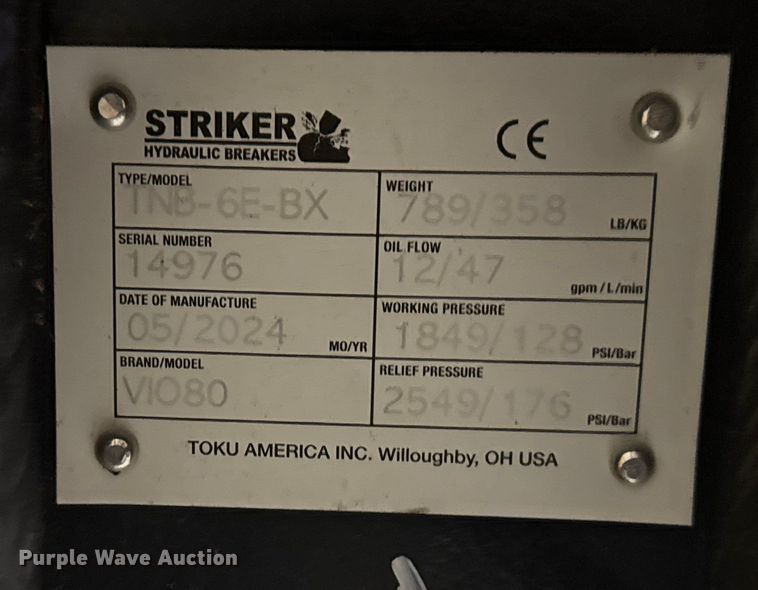 STRIKER
HYDRAULIC BREAKERS
CE
TYPE/MODEL
TNB-6E-BX
WEIGHT
789/358 LB/KG
SERIAL NUMBER
14976
OIL FLOW
12/47 gpm / L / min
DATE OF MANUFACTURE
05/2024 MO/YR
WORKING PRESSURE
1849/128 PSI/Bar
BRAND/MODEL
VIO80
RELIEF PRESSURE
2549/176 PSI/Bar
TOKU AMERICA INC. Willoughby, OH USA
Purple Wave Auction